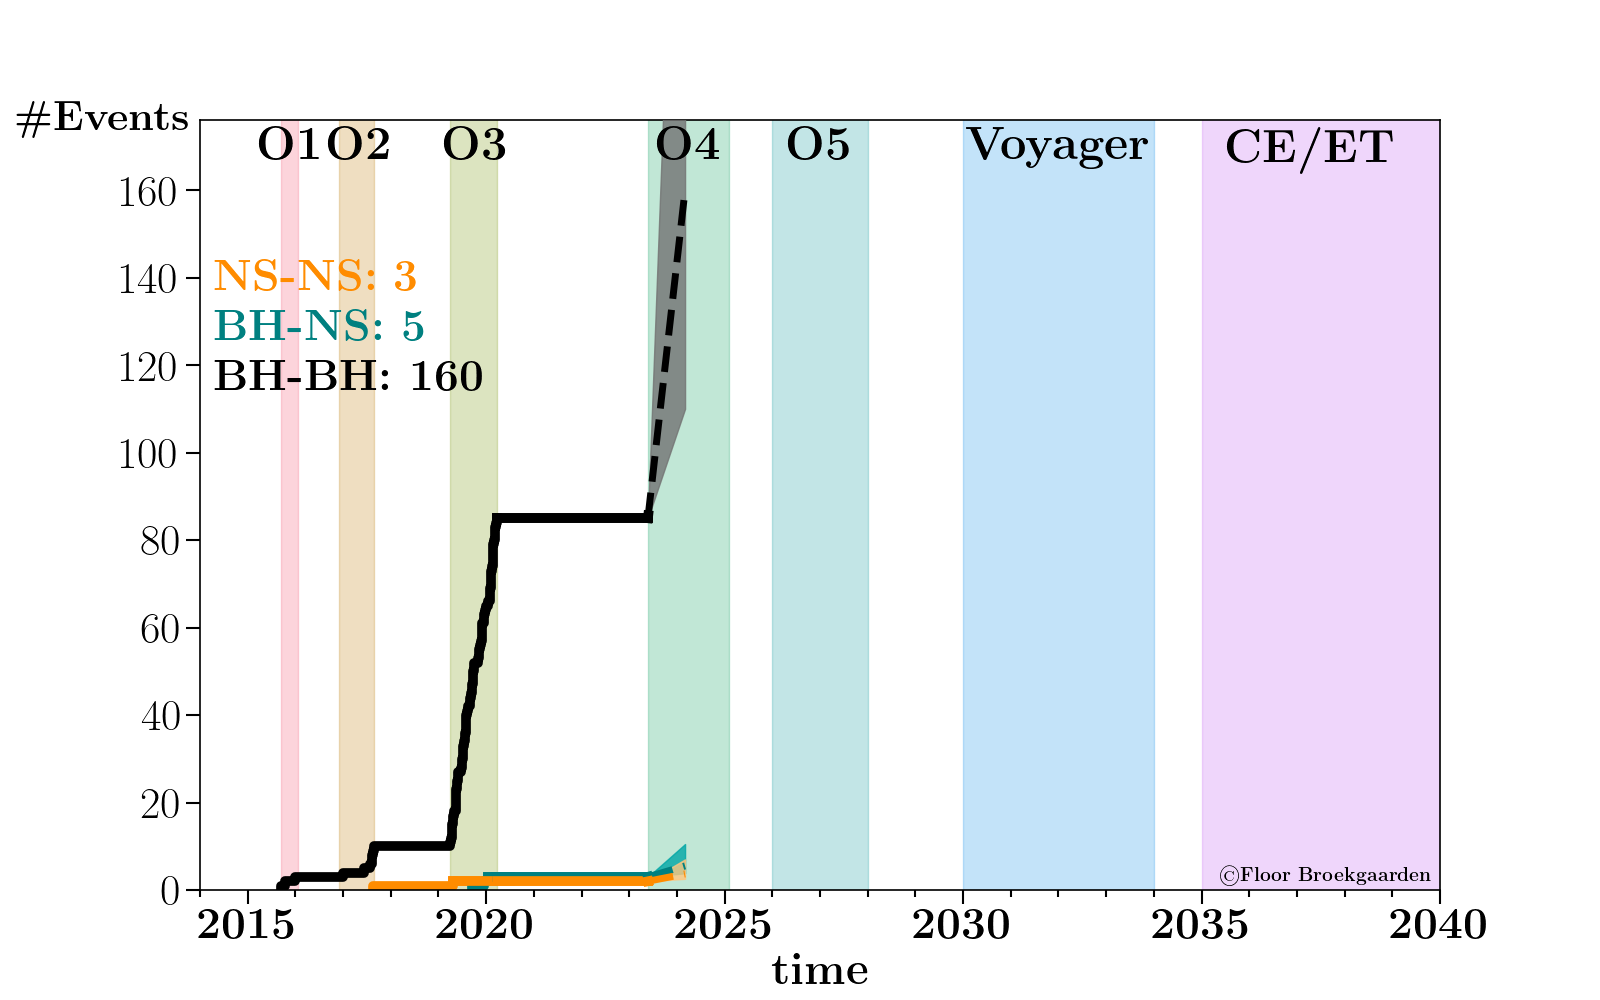 #Events
O1 O2 O3 O4 O5 Voyager CE/ET
160
140
120
100
80
60
40
20
0
NS-NS: 3
BH-NS: 5
BH-BH: 160
©Floor Broekgaarden
2015 2020 2025 2030 2035 2040
time